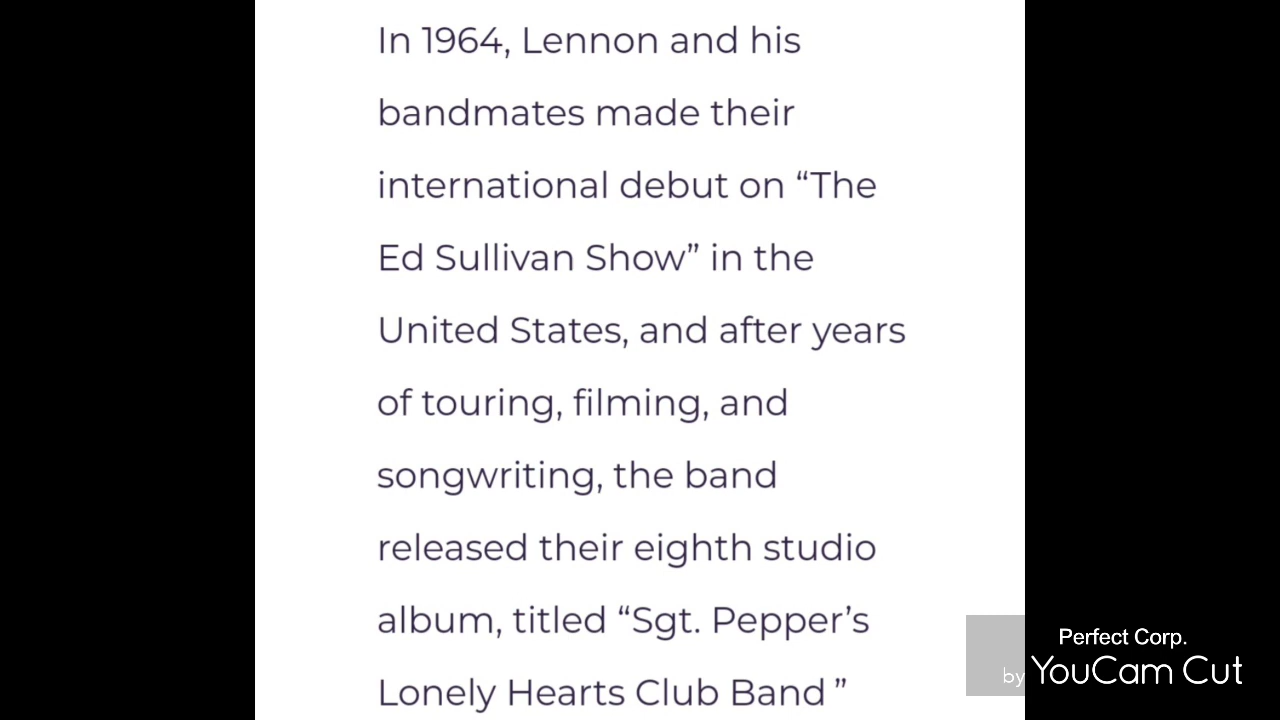 In 1964, Lennon and his
bandmates made their
international debut on “The
Ed Sullivan Show” in the
United States, and after years
of touring, filming, and
songwriting, the band
released their eighth studio
album, titled “Sgt. Pepper’s
Lonely Hearts Club Band ”
Perfect Corp.
by YouCam Cut